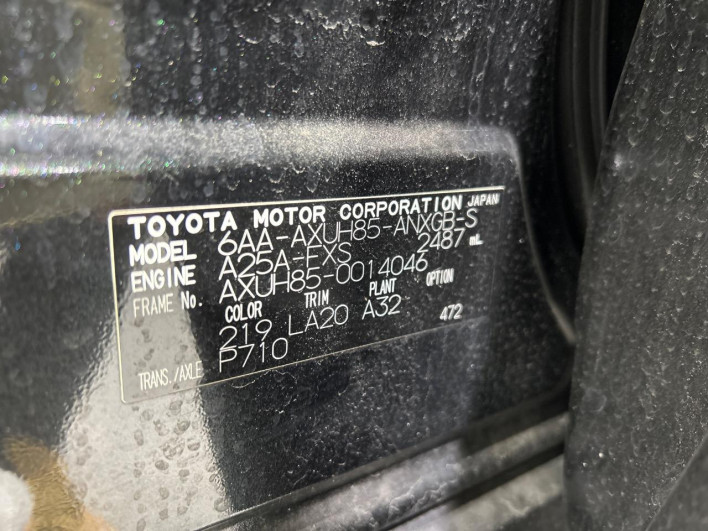 TOYOTA MOTOR CORPORATION JAPAN
MODEL 6AA-AXUH85-ANXGB-S
ENGINE A25A-FXS 2487 mL
FRAME No. AXUH85-0014046
COLOR TRIM PLANT OPTION
219 LA20 A32 472
TRANS./AXLE P710